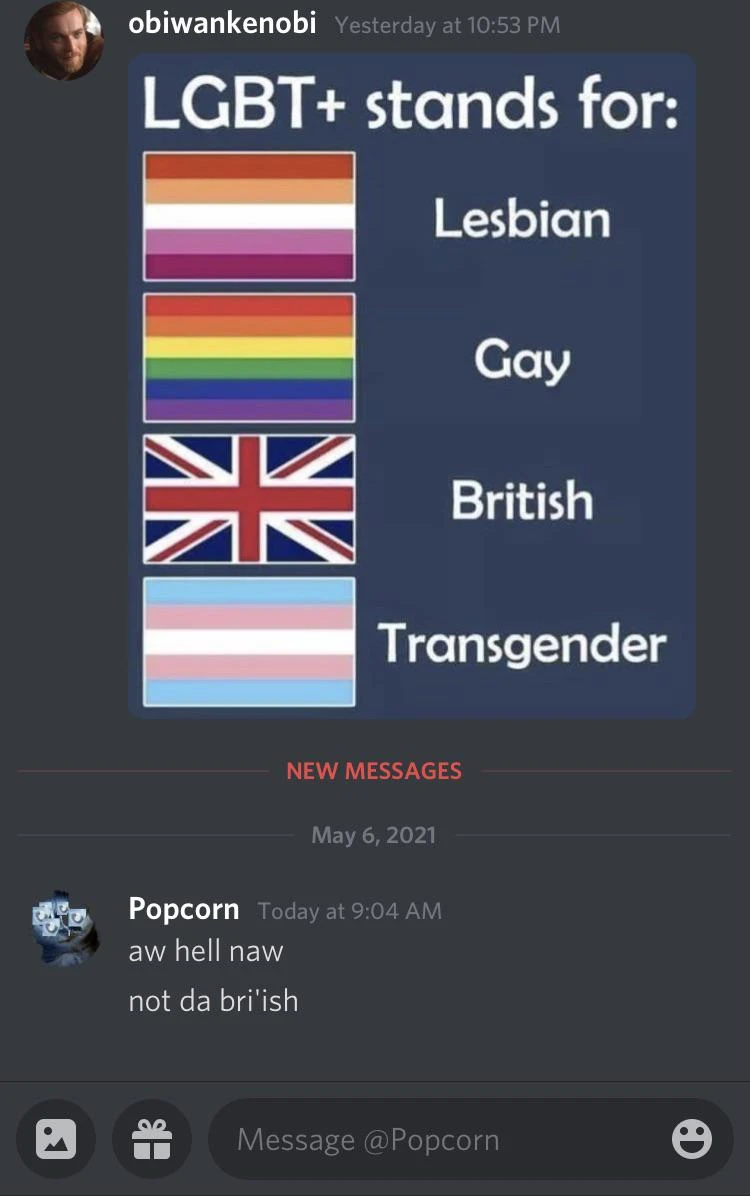 obiwankenobi Yesterday at 10:53 PM
LGBT+ stands for:
Lesbian
Gay
British
Transgender
NEW MESSAGES
May 6, 2021
Popcorn Today at 9:04 AM
aw hell naw
not da bri'ish
Message @Popcorn